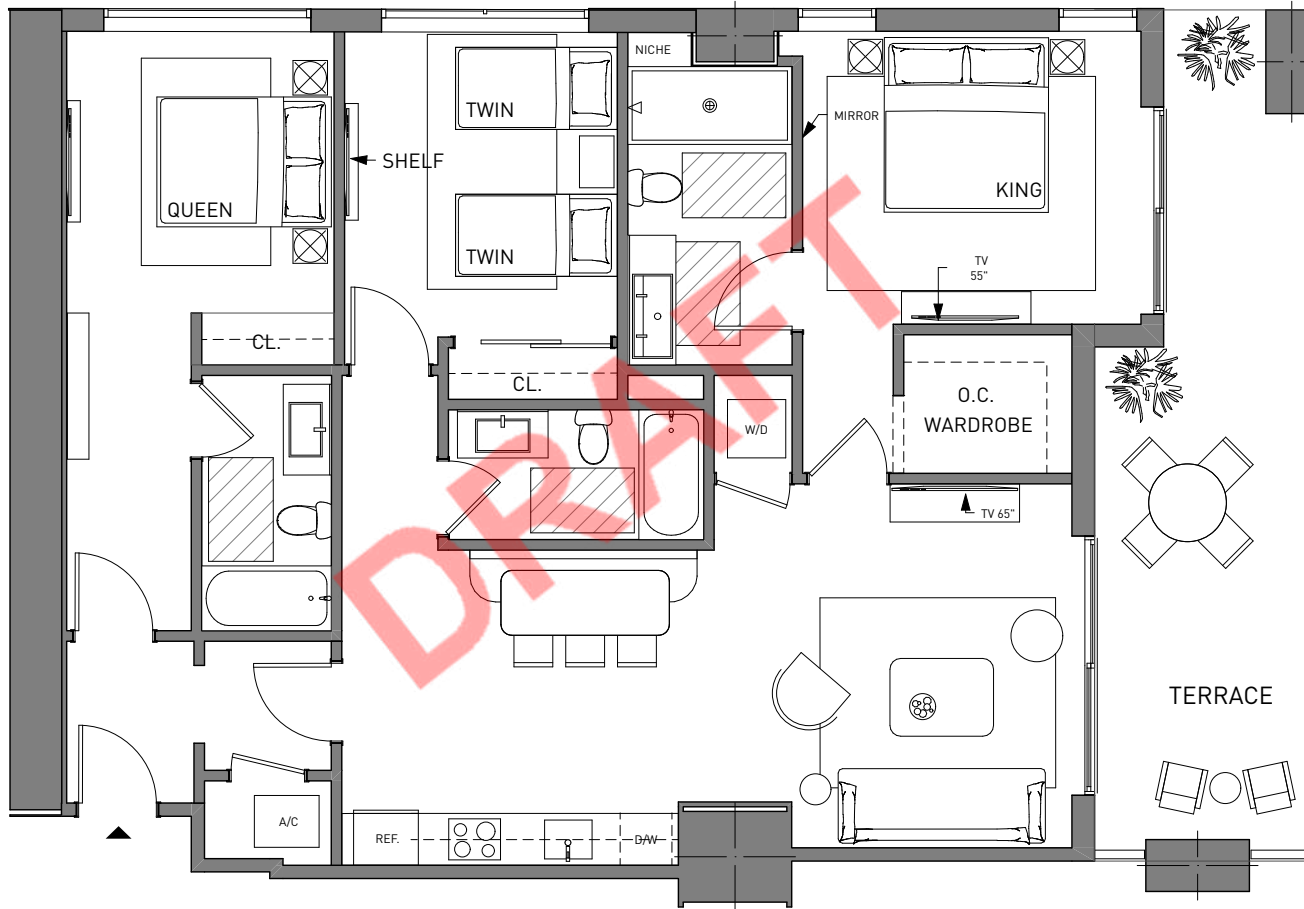 NICHE
TWIN
MIRROR
SHELF
KING
QUEEN
TWIN
TV
55"
CL.
CL.
O.C.
WARDROBE
W/D
TV 65"
DRAFT
TERRACE
A/C
REF.
D/W